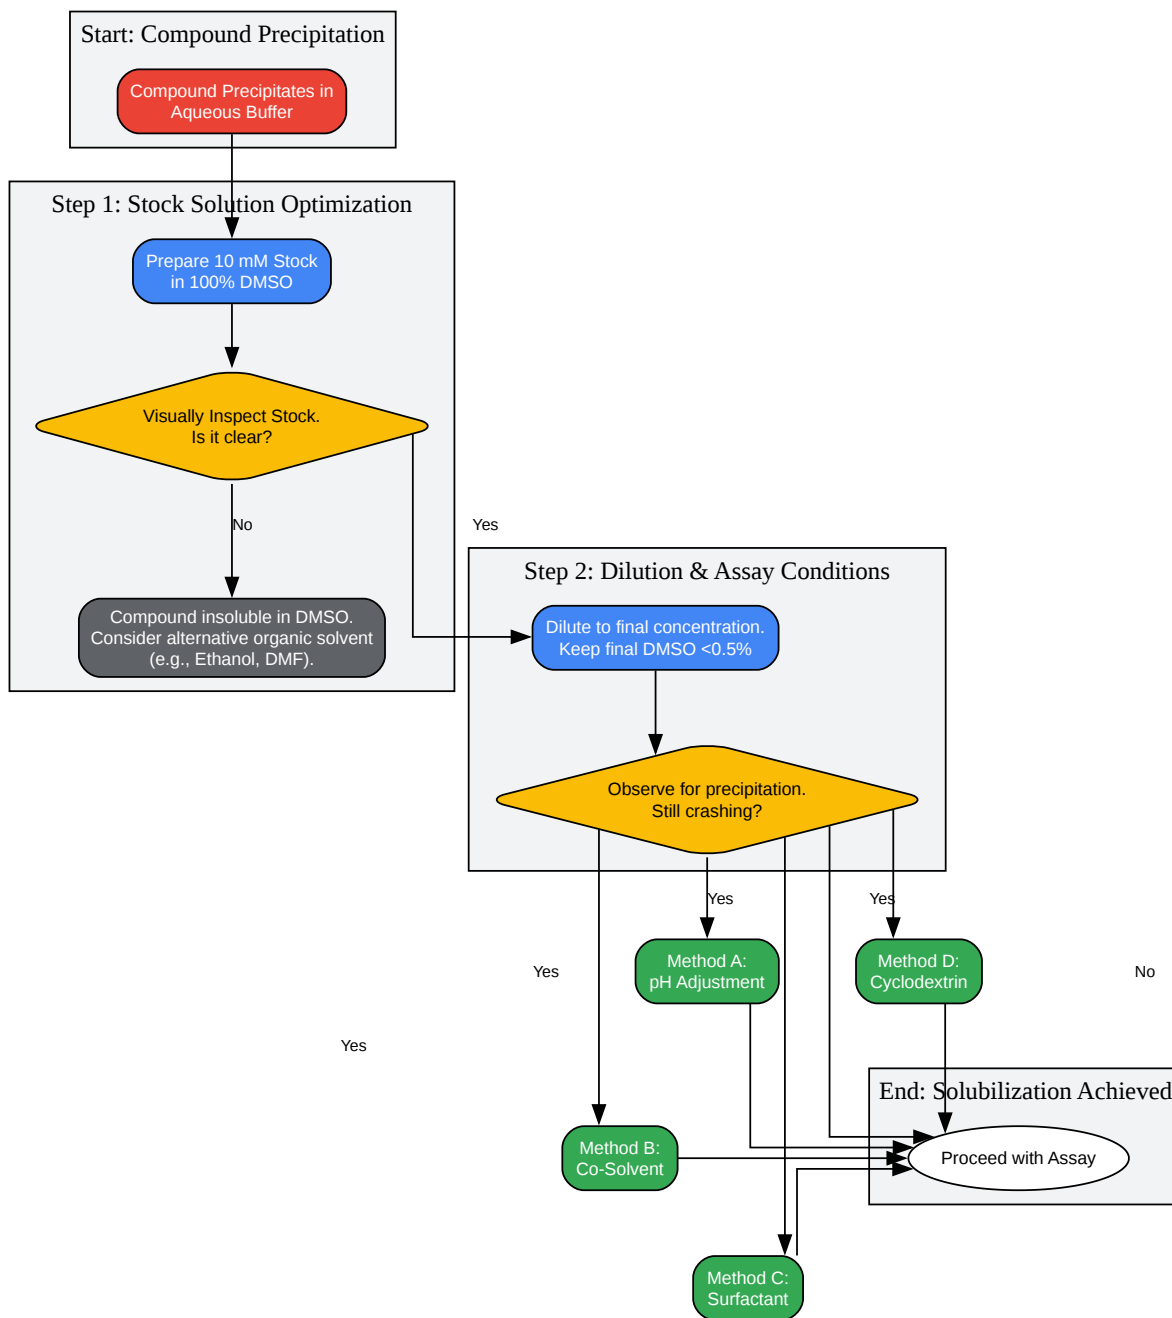 Start: Compound Precipitation
Compound Precipitates in
Aqueous Buffer
Step 1: Stock Solution Optimization
Prepare 10 mM Stock
in 100% DMSO
Visually Inspect Stock.
Is it clear?
No
Yes
Compound insoluble in DMSO.
Consider alternative organic solvent
(e.g., Ethanol, DMF).
Step 2: Dilution & Assay Conditions
Dilute to final concentration.
Keep final DMSO <0.5%
Observe for precipitation.
Still crashing?
Yes
Yes
Method A:
pH Adjustment
Method D:
Cyclodextrin
Yes
No
Yes
End: Solubilization Achieved
Method B:
Co-Solvent
Proceed with Assay
Method C:
Surfactant